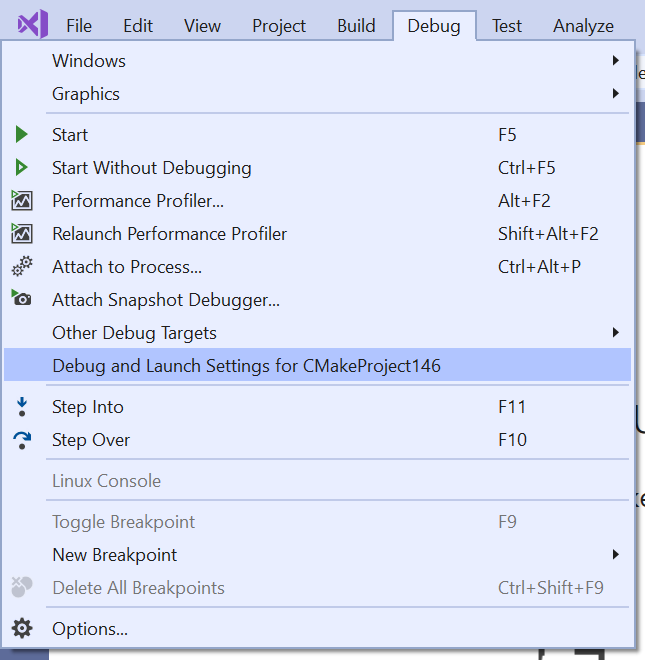 File Edit View Project Build Debug Test Analyze
Windows
Graphics
Start F5
Start Without Debugging Ctrl+F5
Performance Profiler... Alt+F2
Relaunch Performance Profiler Shift+Alt+F2
Attach to Process... Ctrl+Alt+P
Attach Snapshot Debugger...
Other Debug Targets
Debug and Launch Settings for CMakeProject146
Step Into F11
Step Over F10
Linux Console
Toggle Breakpoint F9
New Breakpoint
Delete All Breakpoints Ctrl+Shift+F9
Options...